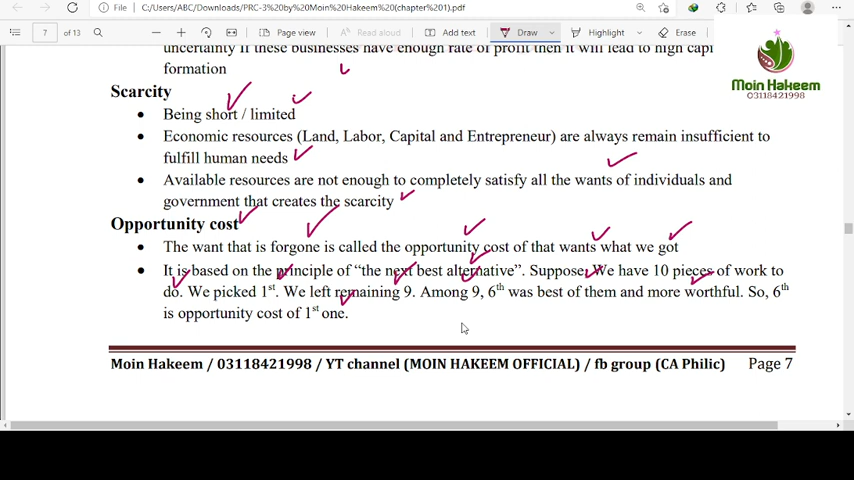 File
C:/Users/ABC/Downloads/PRC-3%20by%20Moin%20Hakeem%20(chapter%201).pdf
7 of 13
Page view
Read aloud
Add text
Draw
Highlight
Erase
uncertainty If these businesses have enough rate of profit then it will lead to high capi
formation
Moin Hakeem
03118421998
Scarcity
• Being short / limited
• Economic resources (Land, Labor, Capital and Entrepreneur) are always remain insufficient to
fulfill human needs
• Available resources are not enough to completely satisfy all the wants of individuals and
government that creates the scarcity
Opportunity cost
• The want that is forgone is called the opportunity cost of that wants what we got
• It is based on the principle of “the next best alternative”. Suppose We have 10 pieces of work to
do. We picked 1st. We left remaining 9. Among 9, 6th was best of them and more worthful. So, 6th
is opportunity cost of 1st one.
Moin Hakeem / 03118421998 / YT channel (MOIN HAKEEM OFFICIAL) / fb group (CA Philic) Page 7